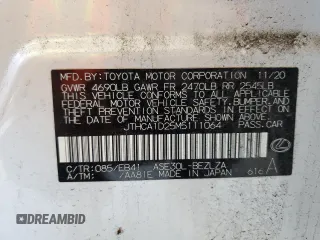 MFD.BY:TOYOTA MOTOR CORPORATION 11/20
GVWR 4690LB GAWR FR 2470LB RR 2545LB
THIS VEHICLE CONFORMS TO ALL APPLICABLE
FEDERAL MOTOR VEHICLE SAFETY, BUMPER, AND
THEFT PREVENTION STANDARDS IN EFFECT ON
THE DATE OF MANUFACTURE SHOWN ABOVE.
JTHCA1D25M5111064 PASS.CAR
C/TR:085/EB41 ASE30L-BEZLZA
A/TM: /AA81E MADE IN JAPAN 61C A